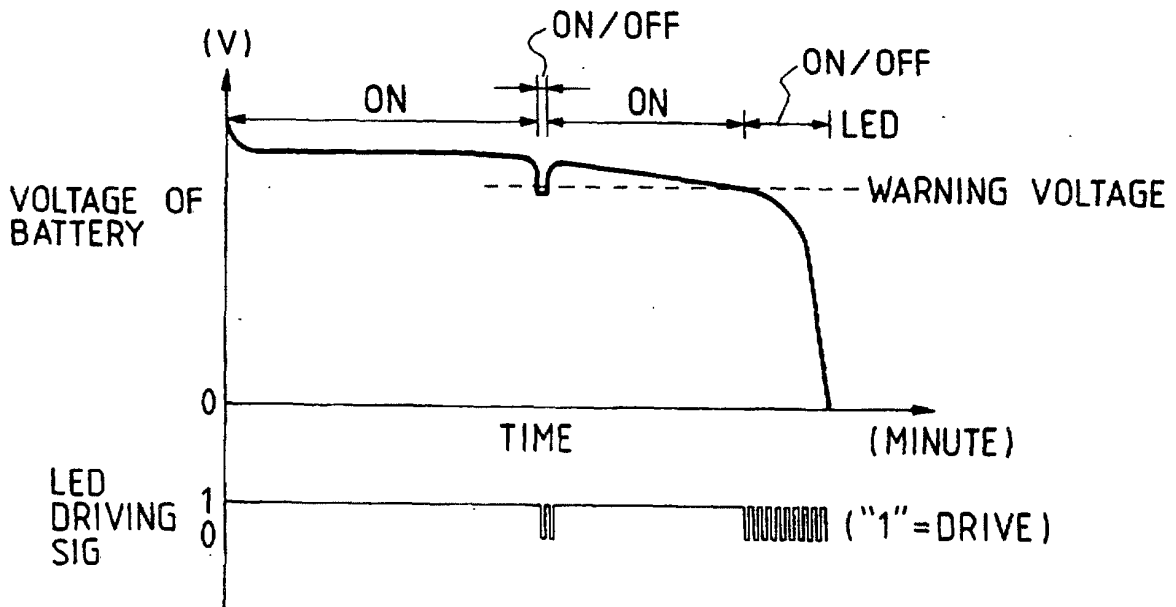 (V)
ON/OFF
ON/OFF
ON
ON
LED
VOLTAGE OF
BATTERY
WARNING VOLTAGE
0
TIME
(MINUTE)
LED
DRIVING
SIG
1
0
("1"=DRIVE)